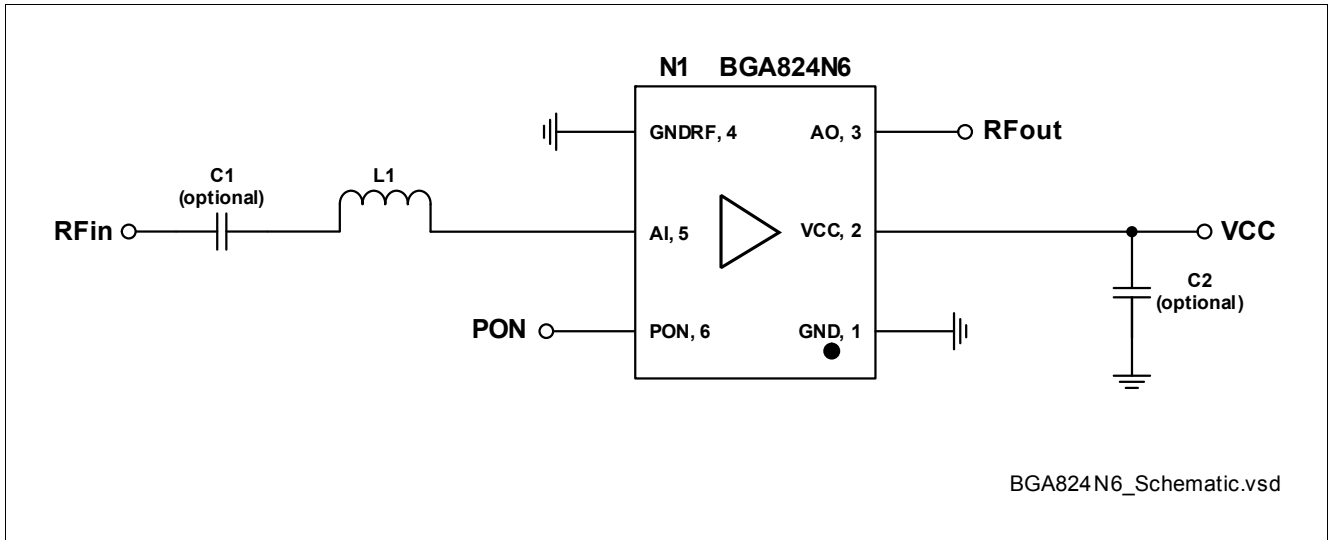 N1 BGA824N6
GNDRF, 4
AO, 3
RFout
C1
(optional)
L1
RFin
AI, 5
VCC, 2
VCC
C2
(optional)
PON
PON, 6
GND, 1
BGA824N6_Schematic.vsd